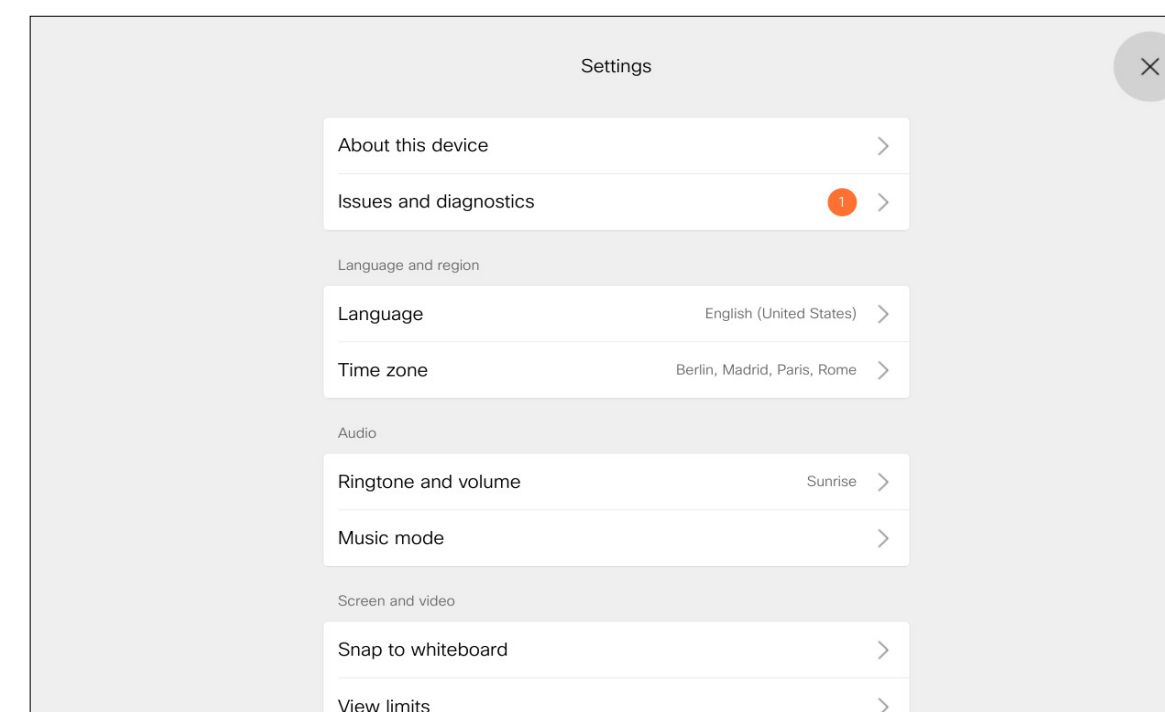 Settings
About this device
Issues and diagnostics 1
Language and region
Language English (United States)
Time zone Berlin, Madrid, Paris, Rome
Audio
Ringtone and volume Sunrise
Music mode
Screen and video
Snap to whiteboard
View limits